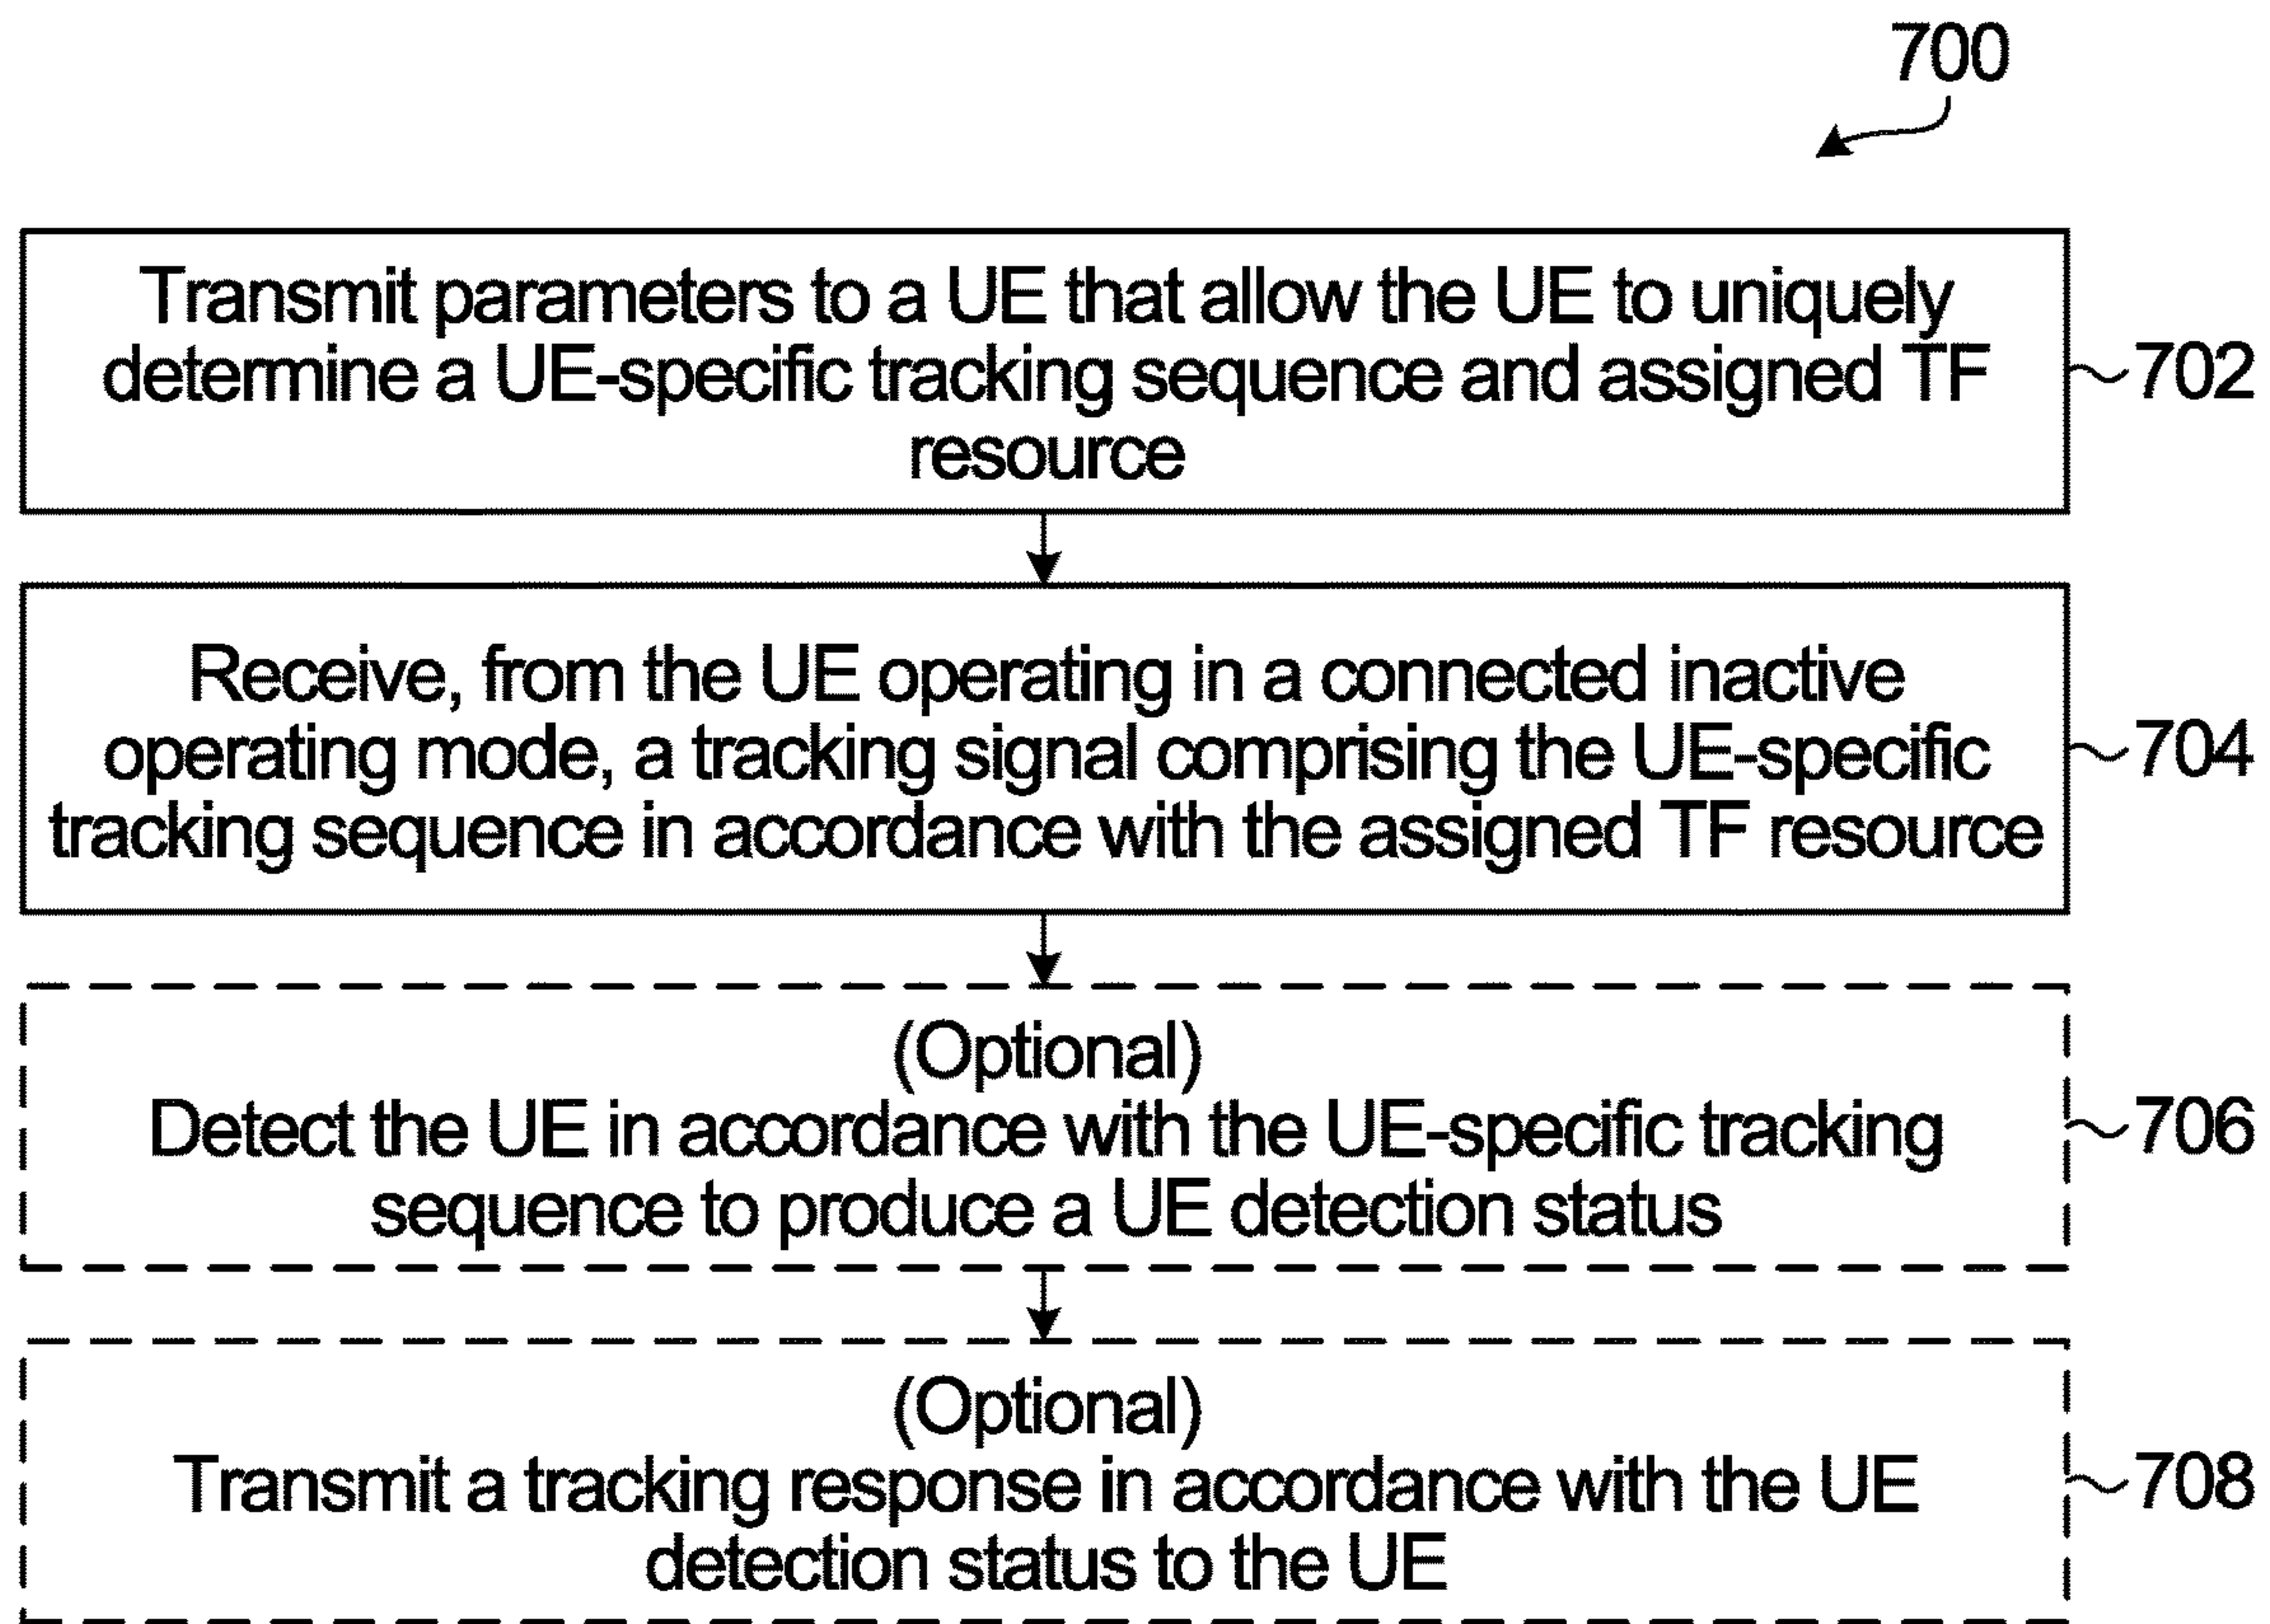 700
Transmit parameters to a UE that allow the UE to uniquely
determine a UE-specific tracking sequence and assigned TF
resource
702
Receive, from the UE operating in a connected inactive
operating mode, a tracking signal comprising the UE-specific
tracking sequence in accordance with the assigned TF resource
704
(Optional)
Detect the UE in accordance with the UE-specific tracking
sequence to produce a UE detection status
706
(Optional)
Transmit a tracking response in accordance with the UE
detection status to the UE
708